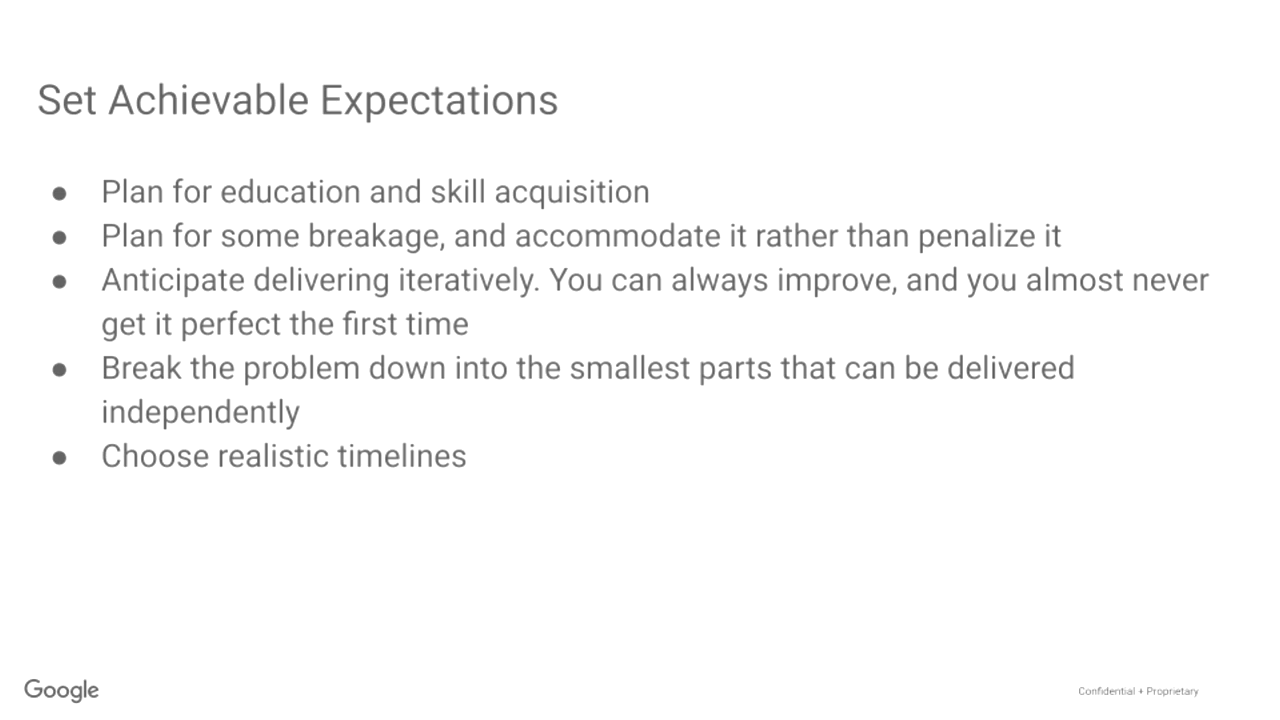 Set Achievable Expectations
● Plan for education and skill acquisition
● Plan for some breakage, and accommodate it rather than penalize it
● Anticipate delivering iteratively. You can always improve, and you almost never
get it perfect the first time
● Break the problem down into the smallest parts that can be delivered
independently
● Choose realistic timelines
Google
Confidential + Proprietary